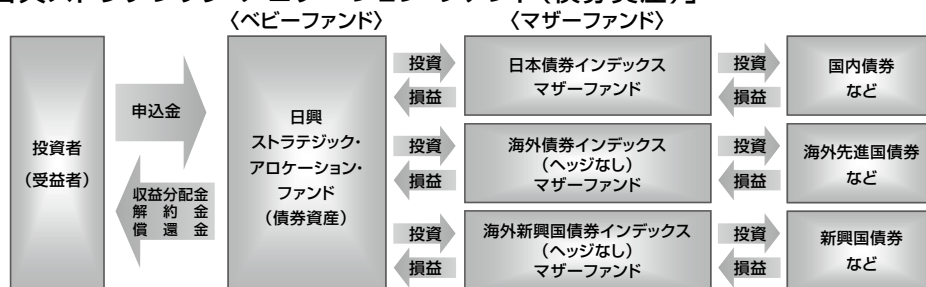 〈ベビーファンド〉
〈マザーファンド〉
投資者
(受益者)
申込金
収益分配金
解約金
償還金
日興
ストラテジック・
アロケーション・
ファンド
(債券資産)
投資
損益
日本債券インデックス
マザーファンド
投資
損益
国内債券
など
投資
損益
海外債券インデックス
(ヘッジなし)
マザーファンド
投資
損益
海外先進国債券
など
投資
損益
海外新興国債券インデックス
(ヘッジなし)
マザーファンド
投資
損益
新興国債券
など